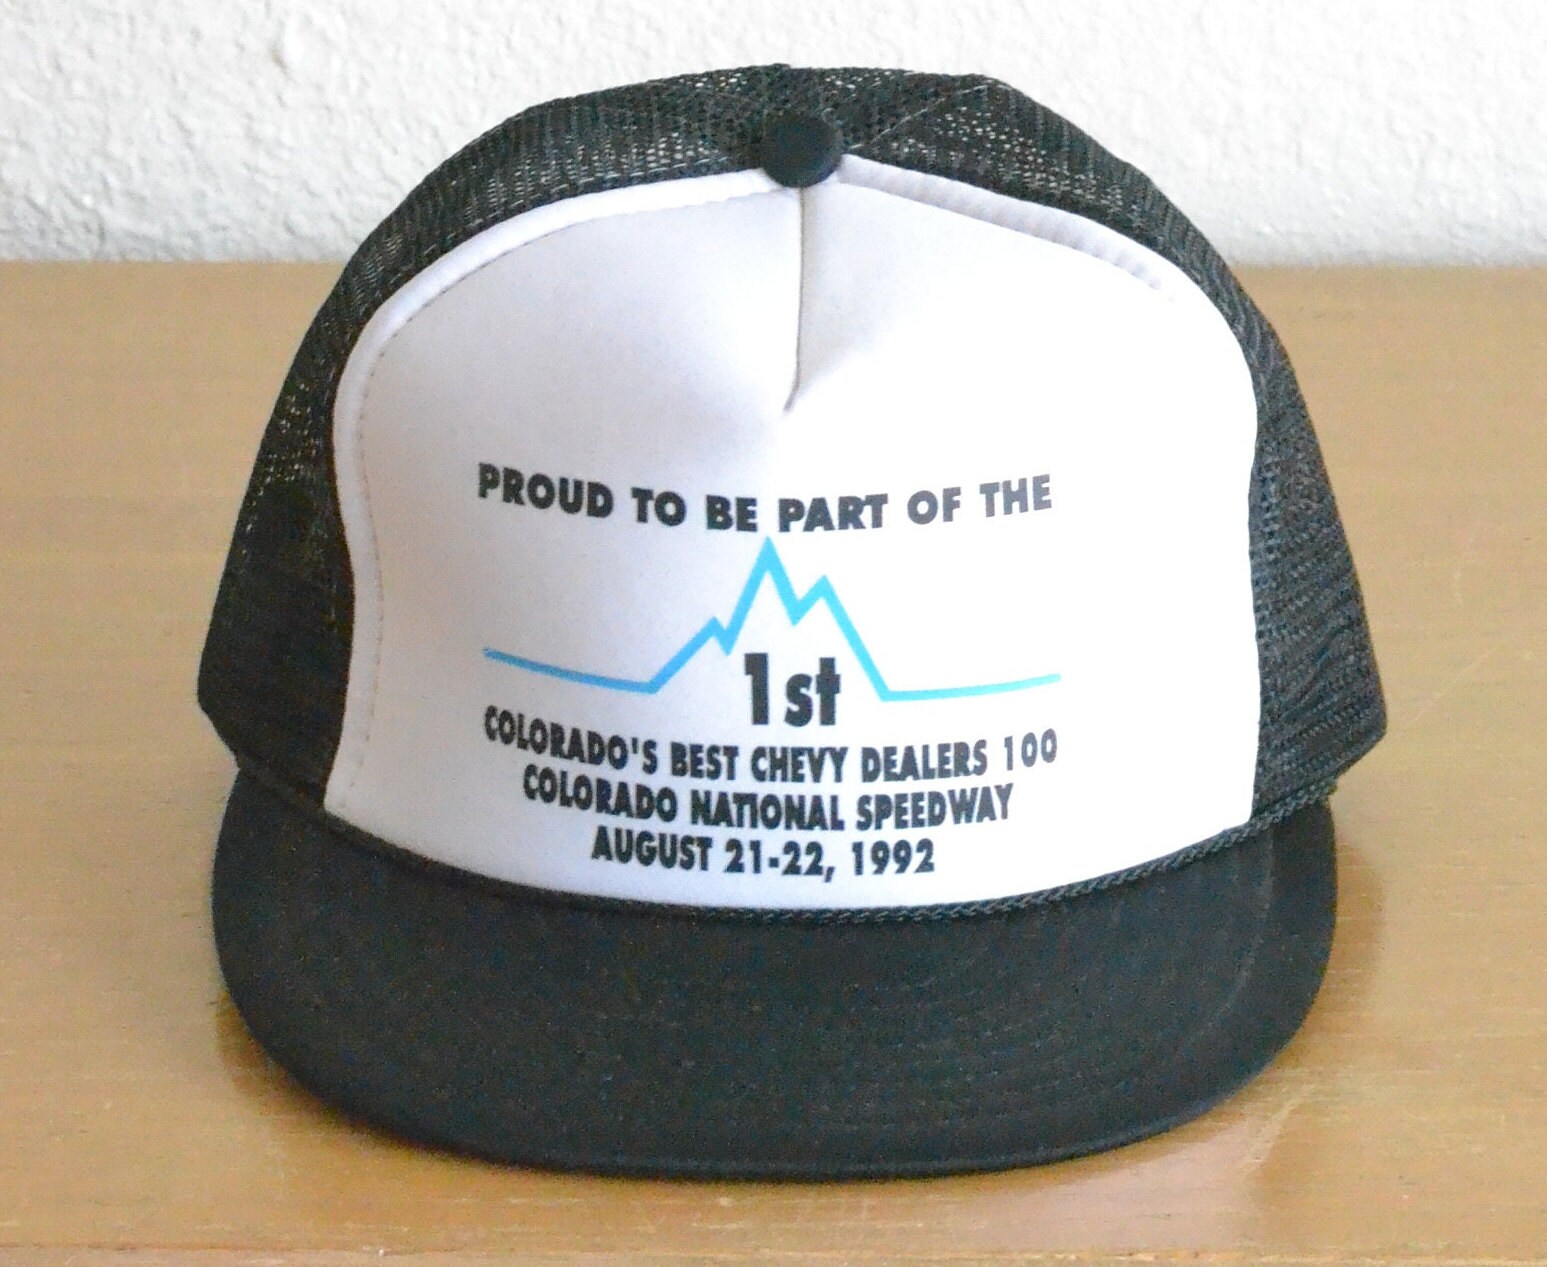 PROUD TO BE PART OF THE
1st
COLORADO'S BEST CHEVY DEALERS 100
COLORADO NATIONAL SPEEDWAY
AUGUST 21-22, 1992